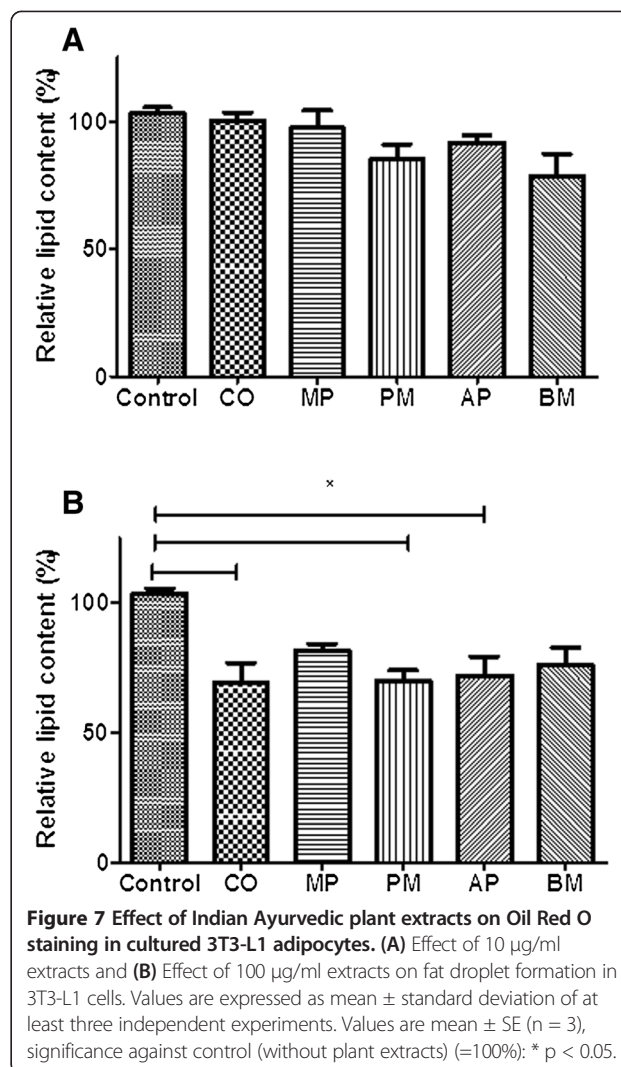 A
Relative lipid content (%)
100
50
0
Control CO MP PM AP BM
B
*
Relative lipid content (%)
100
50
0
Control CO MP PM AP BM
Figure 7 Effect of Indian Ayurvedic plant extracts on Oil Red O
staining in cultured 3T3-L1 adipocytes. (A) Effect of 10 μg/ml
extracts and (B) Effect of 100 μg/ml extracts on fat droplet formation in
3T3-L1 cells. Values are expressed as mean ± standard deviation of at
least three independent experiments. Values are mean ± SE (n = 3),
significance against control (without plant extracts) (=100%): * p < 0.05.